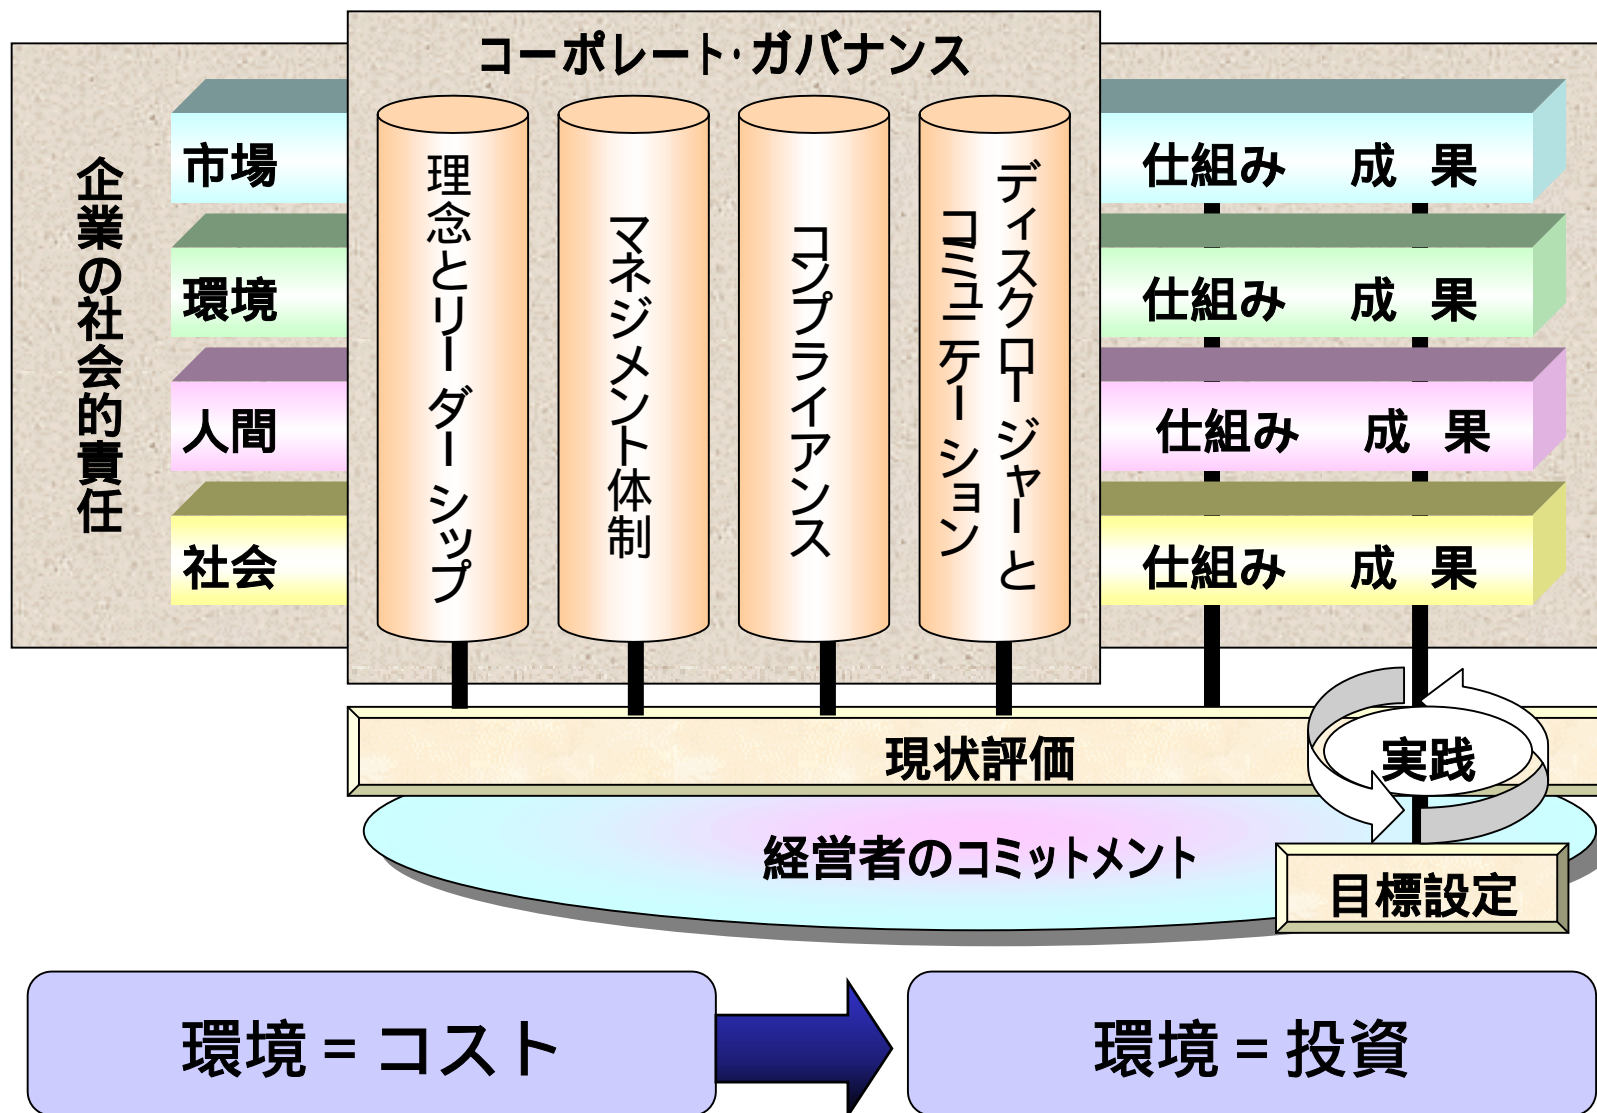 コーポレート・ガバナンス
企業の社会的責任
市場
環境
人間
社会
理念とリーダーシップ
マネジメント体制
コンプライアンス
ディスクロージャーと
コミュニケーション
仕組み 成 果
仕組み 成 果
仕組み 成 果
仕組み 成 果
現状評価
実践
経営者のコミットメント
目標設定
環境 = コスト
環境 = 投資